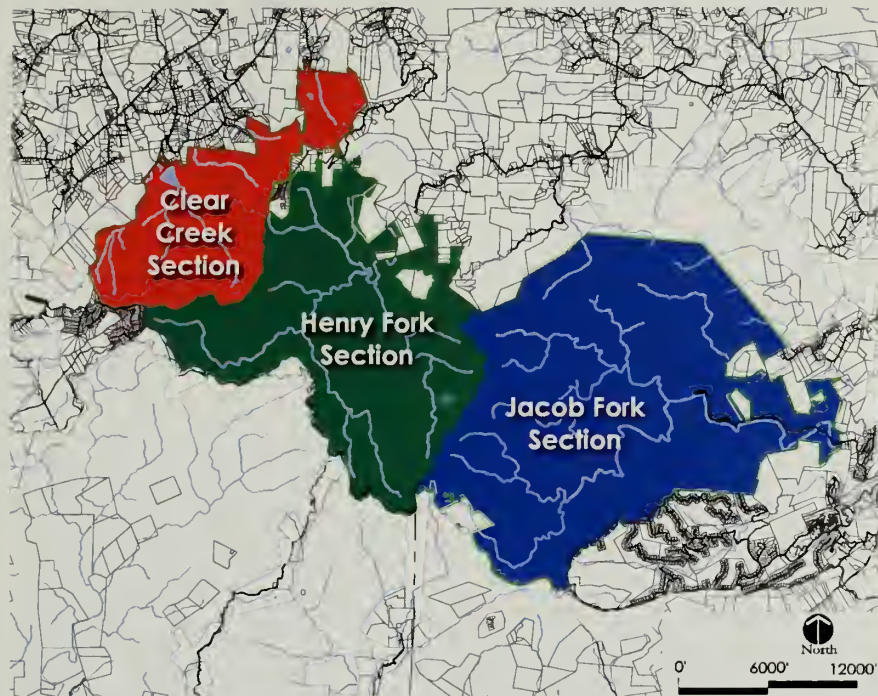 Clear
Creek
Section
Henry Fork
Section
Jacob Fork
Section
North
0' 6000' 12000'